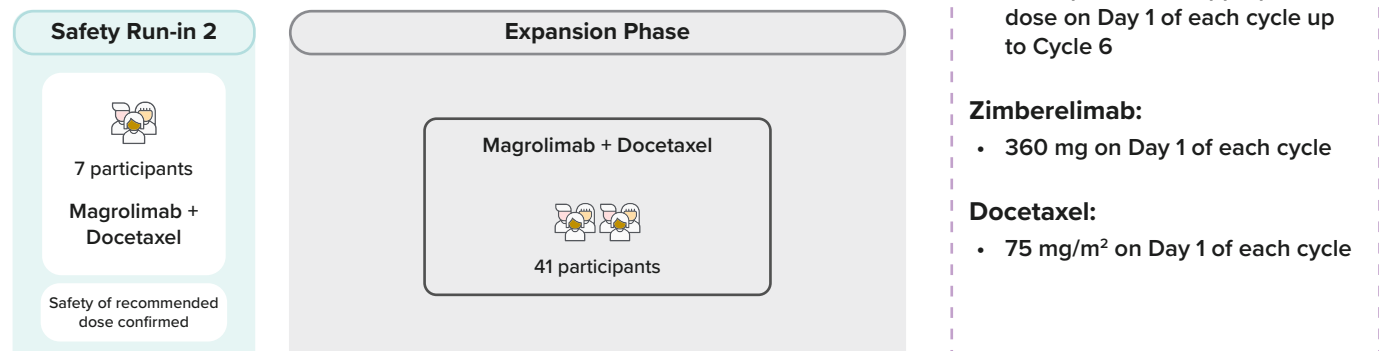 Safety Run-in 2
7 participants
Magrolimab +
Docetaxel
Safety of recommended
dose confirmed
Expansion Phase
Magrolimab + Docetaxel
41 participants
dose on Day 1 of each cycle up
to Cycle 6
Zimberelimab:
• 360 mg on Day 1 of each cycle
Docetaxel:
• 75 mg/m² on Day 1 of each cycle